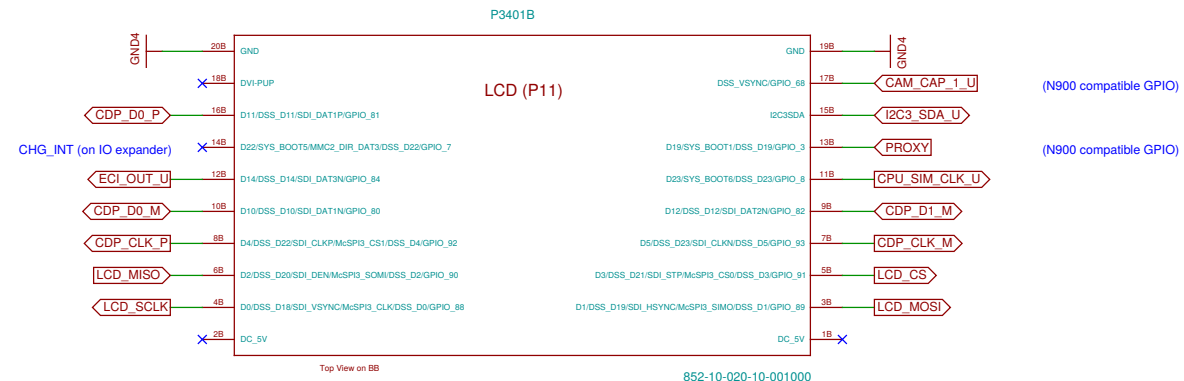 P3401B
GND4 20B GND GND 19B GND4
18B DVI-PUP LCD (P11) DSS_VSYNC/GPIO_68 17B CAM_CAP_1_U (N900 compatible GPIO)
CDP_D0_P 16B D11/DSS_D11/SDI_DAT1P/GPIO_81 I2C3SDA 15B I2C3_SDA_U
CHG_INT (on IO expander) 14B D22/SYS_BOOT5/MMC2_DIR_DAT3/DSS_D22/GPIO_7 D19/SYS_BOOT1/DSS_D19/GPIO_3 13B PROXY (N900 compatible GPIO)
ECI_OUT_U 12B D14/DSS_D14/SDI_DAT3N/GPIO_84 D23/SYS_BOOT6/DSS_D23/GPIO_8 11B CPU_SIM_CLK_U
CDP_D0_M 10B D10/DSS_D10/SDI_DAT1N/GPIO_80 D12/DSS_D12/SDI_DAT2N/GPIO_82 9B CDP_D1_M
CDP_CLK_P 8B D4/DSS_D22/SDI_CLKP/McSPI3_CS1/DSS_D4/GPIO_92 D5/DSS_D23/SDI_CLKN/DSS_D5/GPIO_93 7B CDP_CLK_M
LCD_MISO 6B D2/DSS_D20/SDI_DEN/McSPI3_SOMI/DSS_D2/GPIO_90 D3/DSS_D21/SDI_STP/McSPI3_CS0/DSS_D3/GPIO_91 5B LCD_CS
LCD_SCLK 4B D0/DSS_D18/SDI_VSYNC/McSPI3_CLK/DSS_D0/GPIO_88 D1/DSS_D19/SDI_HSYNC/McSPI3_SIMO/DSS_D1/GPIO_89 3B LCD_MOSI
2B DC_5V DC_5V 1B
Top View on BB
852-10-020-10-001000